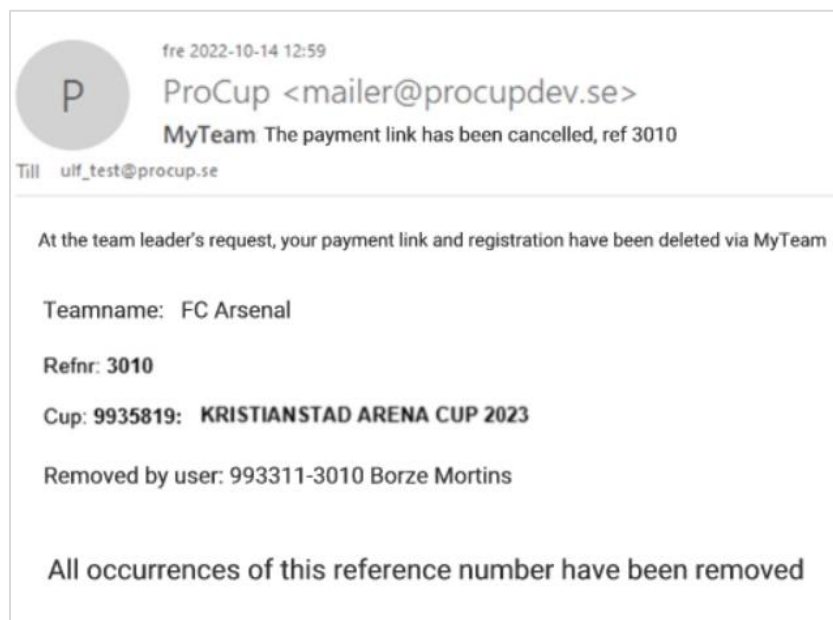 fre 2022-10-14 12:59
P
ProCup <mailer@procupdev.se>
MyTeam The payment link has been cancelled, ref 3010
Till ulf_test@procup.se
At the team leader's request, your payment link and registration have been deleted via MyTeam
Teamname: FC Arsenal
Refnr: 3010
Cup: 9935819: KRISTIANSTAD ARENA CUP 2023
Removed by user: 993311-3010 Borze Mortins
All occurrences of this reference number have been removed